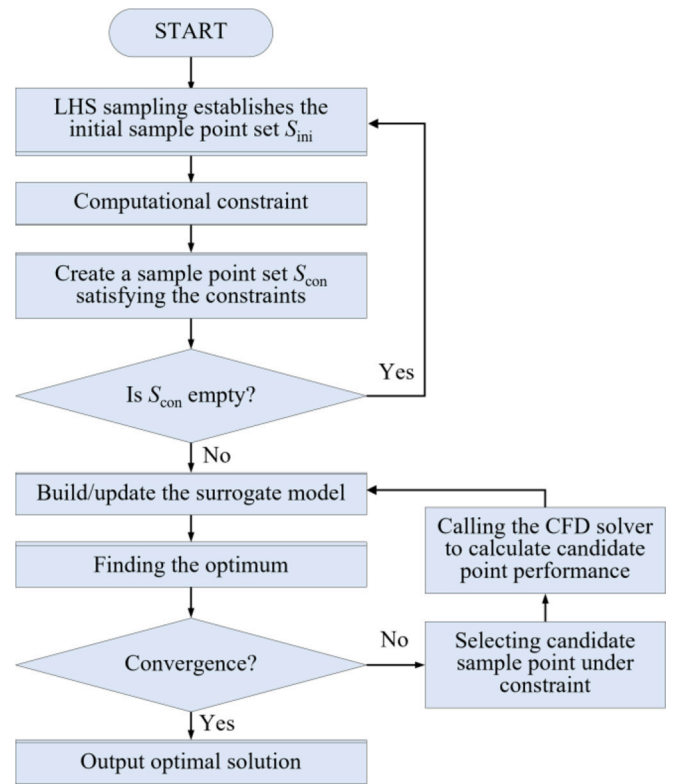 START
LHS sampling establishes the
initial sample point set Sini
Computational constraint
Create a sample point set Scon
satisfying the constraints
Is Scon empty?
Yes
No
Build/update the surrogate model
Calling the CFD solver
to calculate candidate
point performance
Finding the optimum
Convergence?
No
Selecting candidate
sample point under
constraint
Yes
Output optimal solution